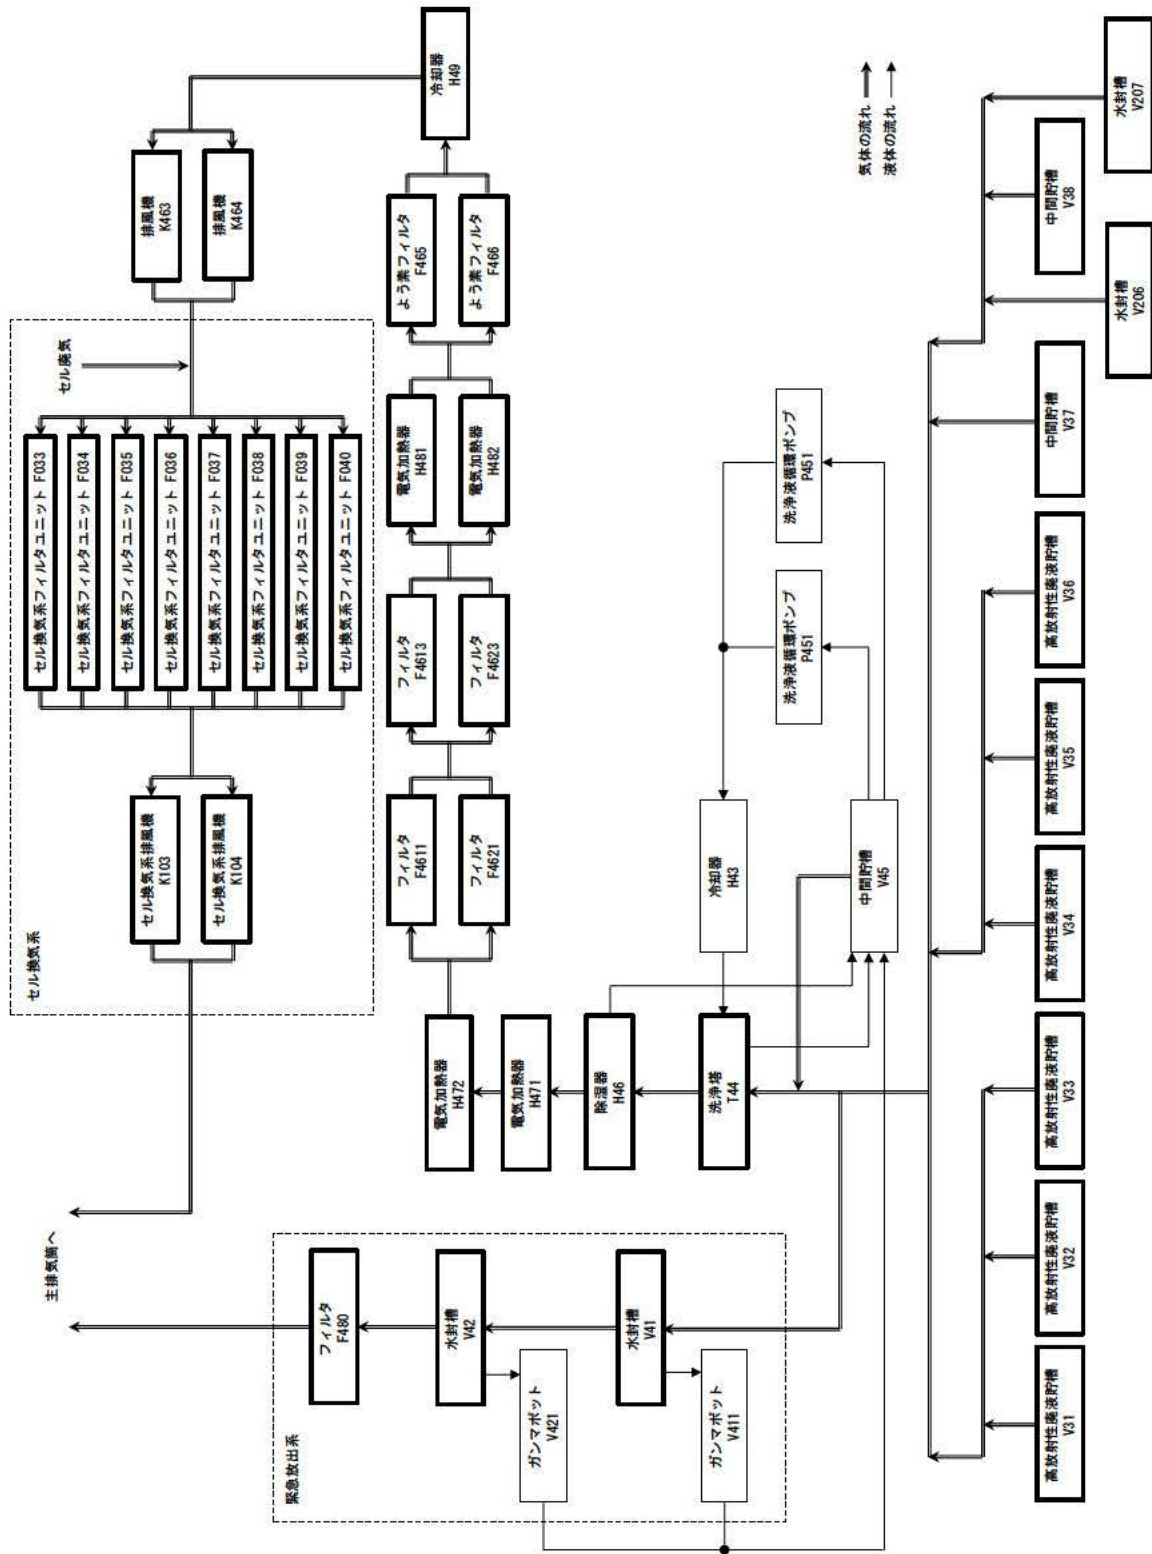 主排気筒へ
緊急放出系
フィルタ
F480
水封槽
V42
水封槽
V41
ガンマポット
V421
ガンマポット
V411
セル換気系
セル換気系排風機
K103
セル換気系排風機
K104
セル換気系フィルタユニット F033
セル換気系フィルタユニット F034
セル換気系フィルタユニット F035
セル換気系フィルタユニット F036
セル換気系フィルタユニット F037
セル換気系フィルタユニット F038
セル換気系フィルタユニット F039
セル換気系フィルタユニット F040
セル廃気
排風機
K463
排風機
K464
電気加熱器
H472
電気加熱器
H471
除湿器
H46
洗浄塔
T44
フィルタ
F4611
フィルタ
F4621
フィルタ
F4613
フィルタ
F4623
電気加熱器
H481
電気加熱器
H482
よう素フィルタ
F465
よう素フィルタ
F466
冷却器
H49
冷却器
H43
中間貯槽
V45
洗浄液循環ポンプ
P451
洗浄液循環ポンプ
P451
気体の流れ
液体の流れ
高放射性廃液貯槽
V31
高放射性廃液貯槽
V32
高放射性廃液貯槽
V33
高放射性廃液貯槽
V34
高放射性廃液貯槽
V35
高放射性廃液貯槽
V36
中間貯槽
V37
水封槽
V206
中間貯槽
V38
水封槽
V207